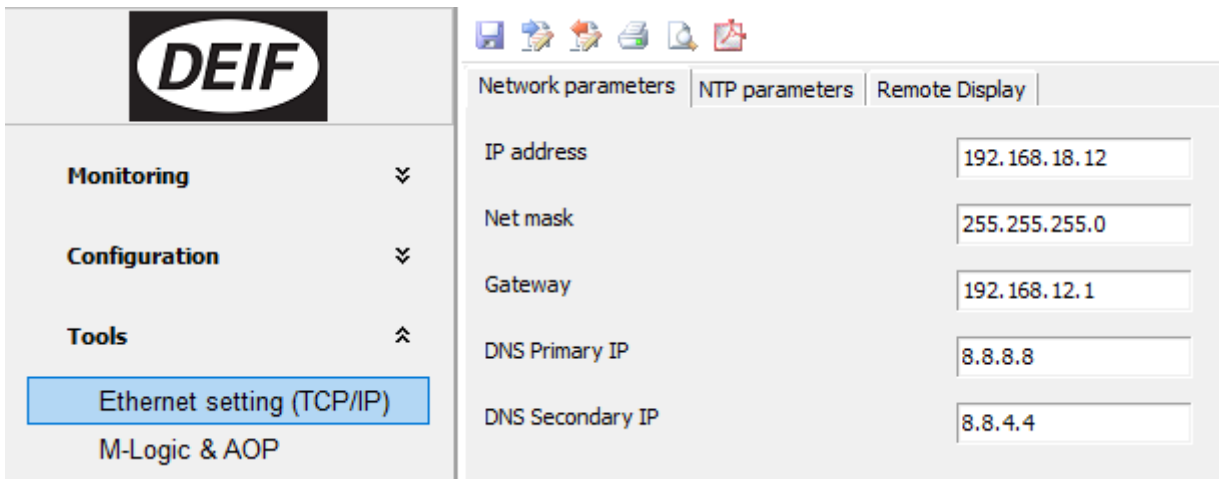 DEIF
Monitoring
Configuration
Tools
Ethernet setting (TCP/IP)
M-Logic & AOP
Network parameters NTP parameters Remote Display
IP address 192.168.18.12
Net mask 255.255.255.0
Gateway 192.168.12.1
DNS Primary IP 8.8.8.8
DNS Secondary IP 8.8.4.4